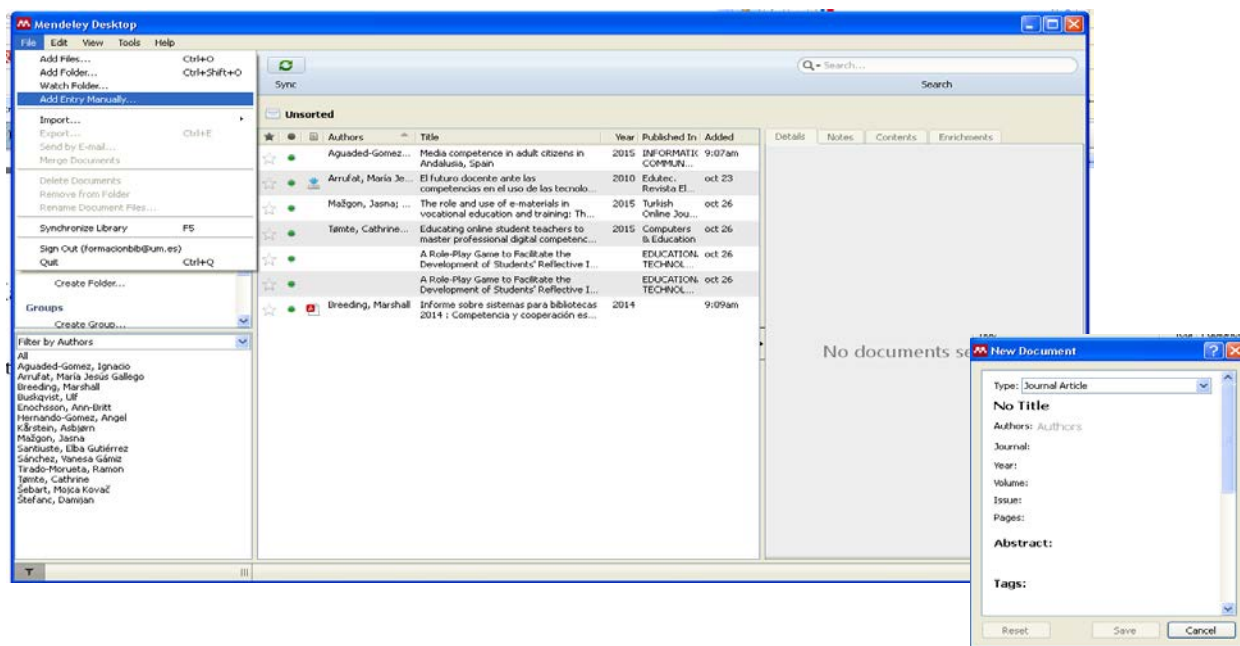 Mendeley Desktop
File Edit View Tools Help
Add Files... Ctrl+O
Add Folder... Ctrl+Shift+O
Watch Folder...
Add Entry Manually...
Import...
Export... Ctrl+E
Send by E-mail...
Merge Documents
Delete Documents
Remove from Folder
Rename Document Files...
Synchronize Library F5
Sign Out (formacionbib@um.es)
Quit Ctrl+Q
Create Folder...
Groups
Create Group...
Filter by Authors
All
Aguaded-Gomez, Ignacio
Arrufat, María Jesús Gallego
Breeding, Marshall
Buskqvist, Ulf
Enochsson, Ann-Britt
Hernando-Gomez, Angel
Kårstein, Asbjørn
Mažgon, Jasna
Santiuste, Elba Gutiérrez
Sánchez, Vanesa Gámiz
Tirado-Morueta, Ramon
Tømte, Cathrine
Šebart, Mojca Kovač
Štefanc, Damijan
Sync
Search...
Search
Unsorted
Authors Title Year Published In Added
Aguaded-Gomez... Media competence in adult citizens in 2015 INFORMATIC 9:07am
Andalusia, Spain COMMUN...
Arrufat, María Je... El futuro docente ante las 2010 Edutec. oct 23
competencias en el uso de las tecnolo... Revista El...
Mažgon, Jasna; ... The role and use of e-materials in 2015 Turkish oct 26
vocational education and training: Th... Online Jou...
Tømte, Cathrine... Educating online student teachers to 2015 Computers oct 26
master professional digital competenc... & Education
A Role-Play Game to Facilitate the EDUCATION. oct 26
Development of Students' Reflective I... TECHNOL...
A Role-Play Game to Facilitate the EDUCATION. oct 26
Development of Students' Reflective I... TECHNOL...
Breeding, Marshall Informe sobre sistemas para bibliotecas 2014 9:09am
2014 : Competencia y cooperación es...
Details Notes Contents Enrichments
No documents se
New Document
Type: Journal Article
No Title
Authors: Authors
Journal:
Year:
Volume:
Issue:
Pages:
Abstract:
Tags:
Reset Save Cancel